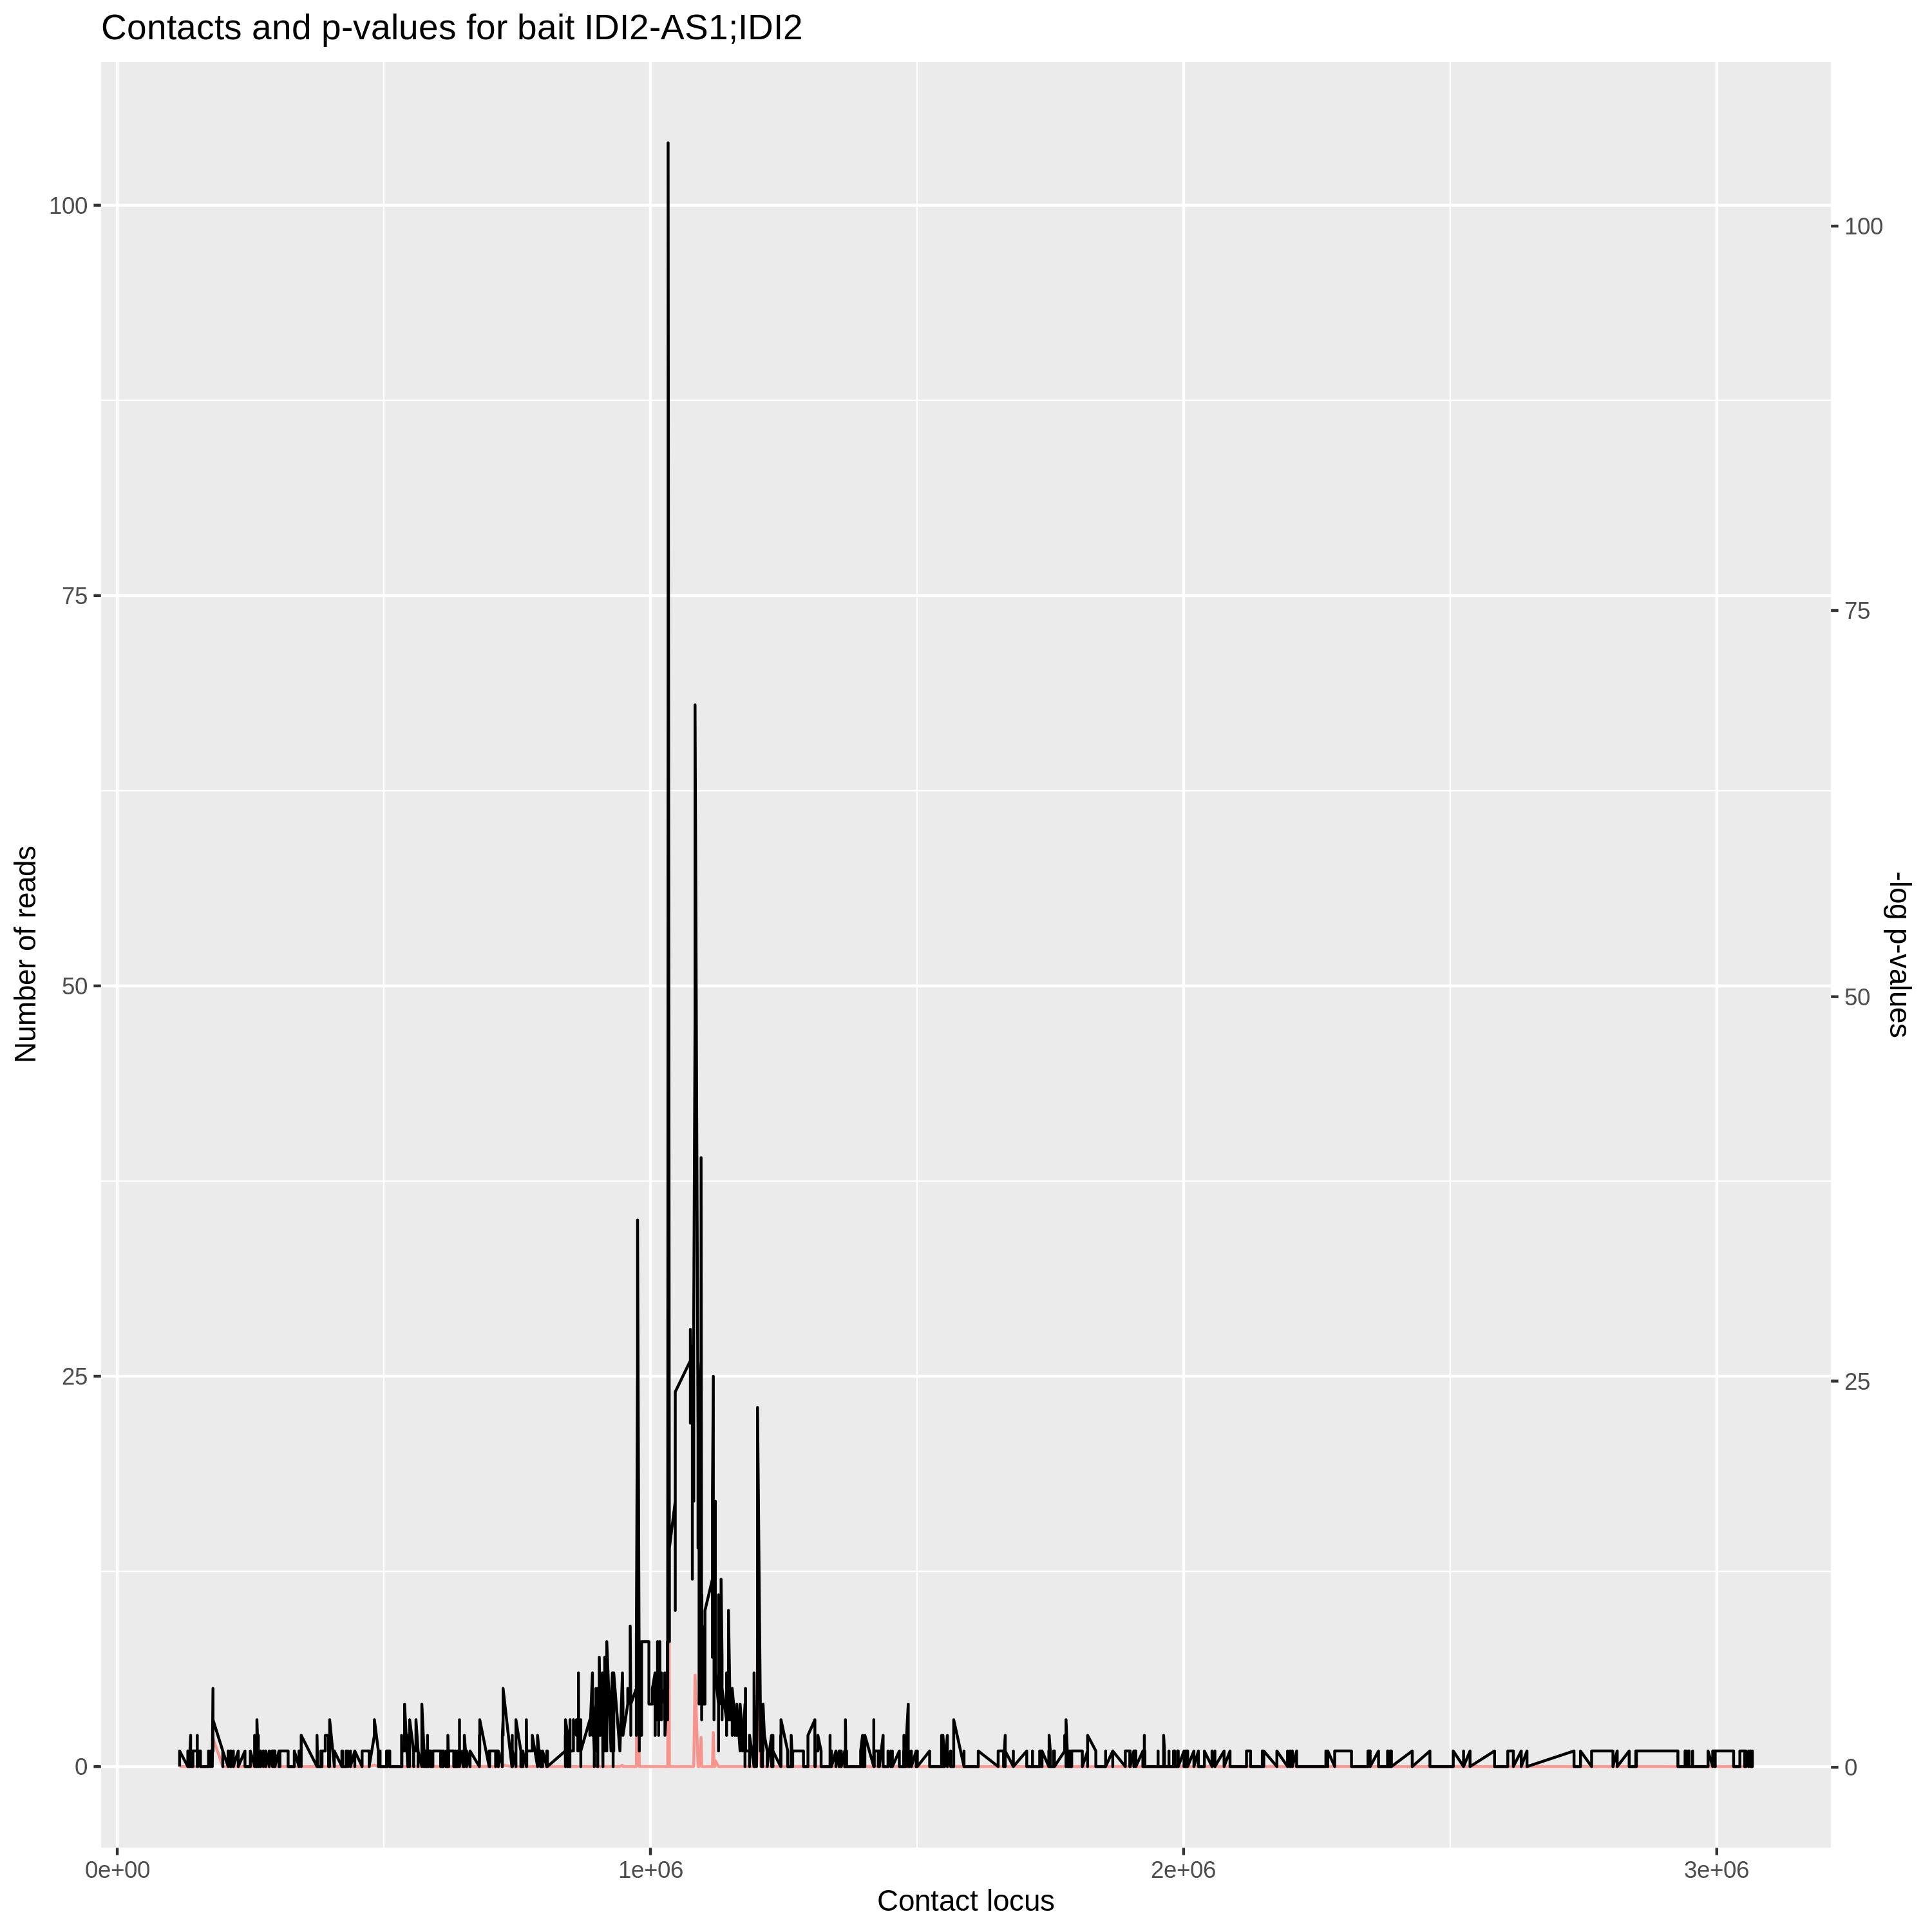 Contacts and p-values for bait IDI2-AS1;IDI2
Number of reads
100
75
50
25
0
100
75
50
25
0
-log p-values
0e+00
1e+06
2e+06
3e+06
Contact locus